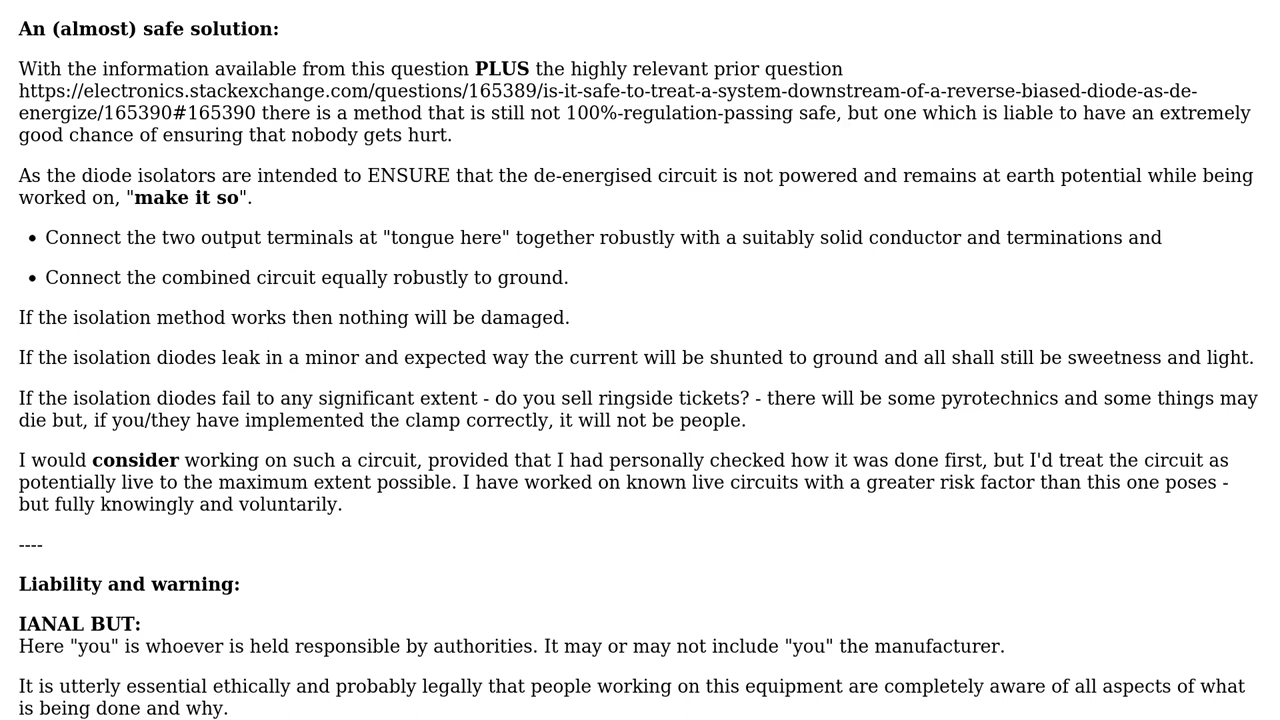 An (almost) safe solution:
With the information available from this question PLUS the highly relevant prior question
https://electronics.stackexchange.com/questions/165389/is-it-safe-to-treat-a-system-downstream-of-a-reverse-biased-diode-as-de-
energize/165390#165390 there is a method that is still not 100%-regulation-passing safe, but one which is liable to have an extremely
good chance of ensuring that nobody gets hurt.
As the diode isolators are intended to ENSURE that the de-energised circuit is not powered and remains at earth potential while being
worked on, "make it so".
• Connect the two output terminals at "tongue here" together robustly with a suitably solid conductor and terminations and
• Connect the combined circuit equally robustly to ground.
If the isolation method works then nothing will be damaged.
If the isolation diodes leak in a minor and expected way the current will be shunted to ground and all shall still be sweetness and light.
If the isolation diodes fail to any significant extent - do you sell ringside tickets? - there will be some pyrotechnics and some things may
die but, if you/they have implemented the clamp correctly, it will not be people.
I would consider working on such a circuit, provided that I had personally checked how it was done first, but I'd treat the circuit as
potentially live to the maximum extent possible. I have worked on known live circuits with a greater risk factor than this one poses -
but fully knowingly and voluntarily.
----
Liability and warning:
IANAL BUT:
Here "you" is whoever is held responsible by authorities. It may or may not include "you" the manufacturer.
It is utterly essential ethically and probably legally that people working on this equipment are completely aware of all aspects of what
is being done and why.